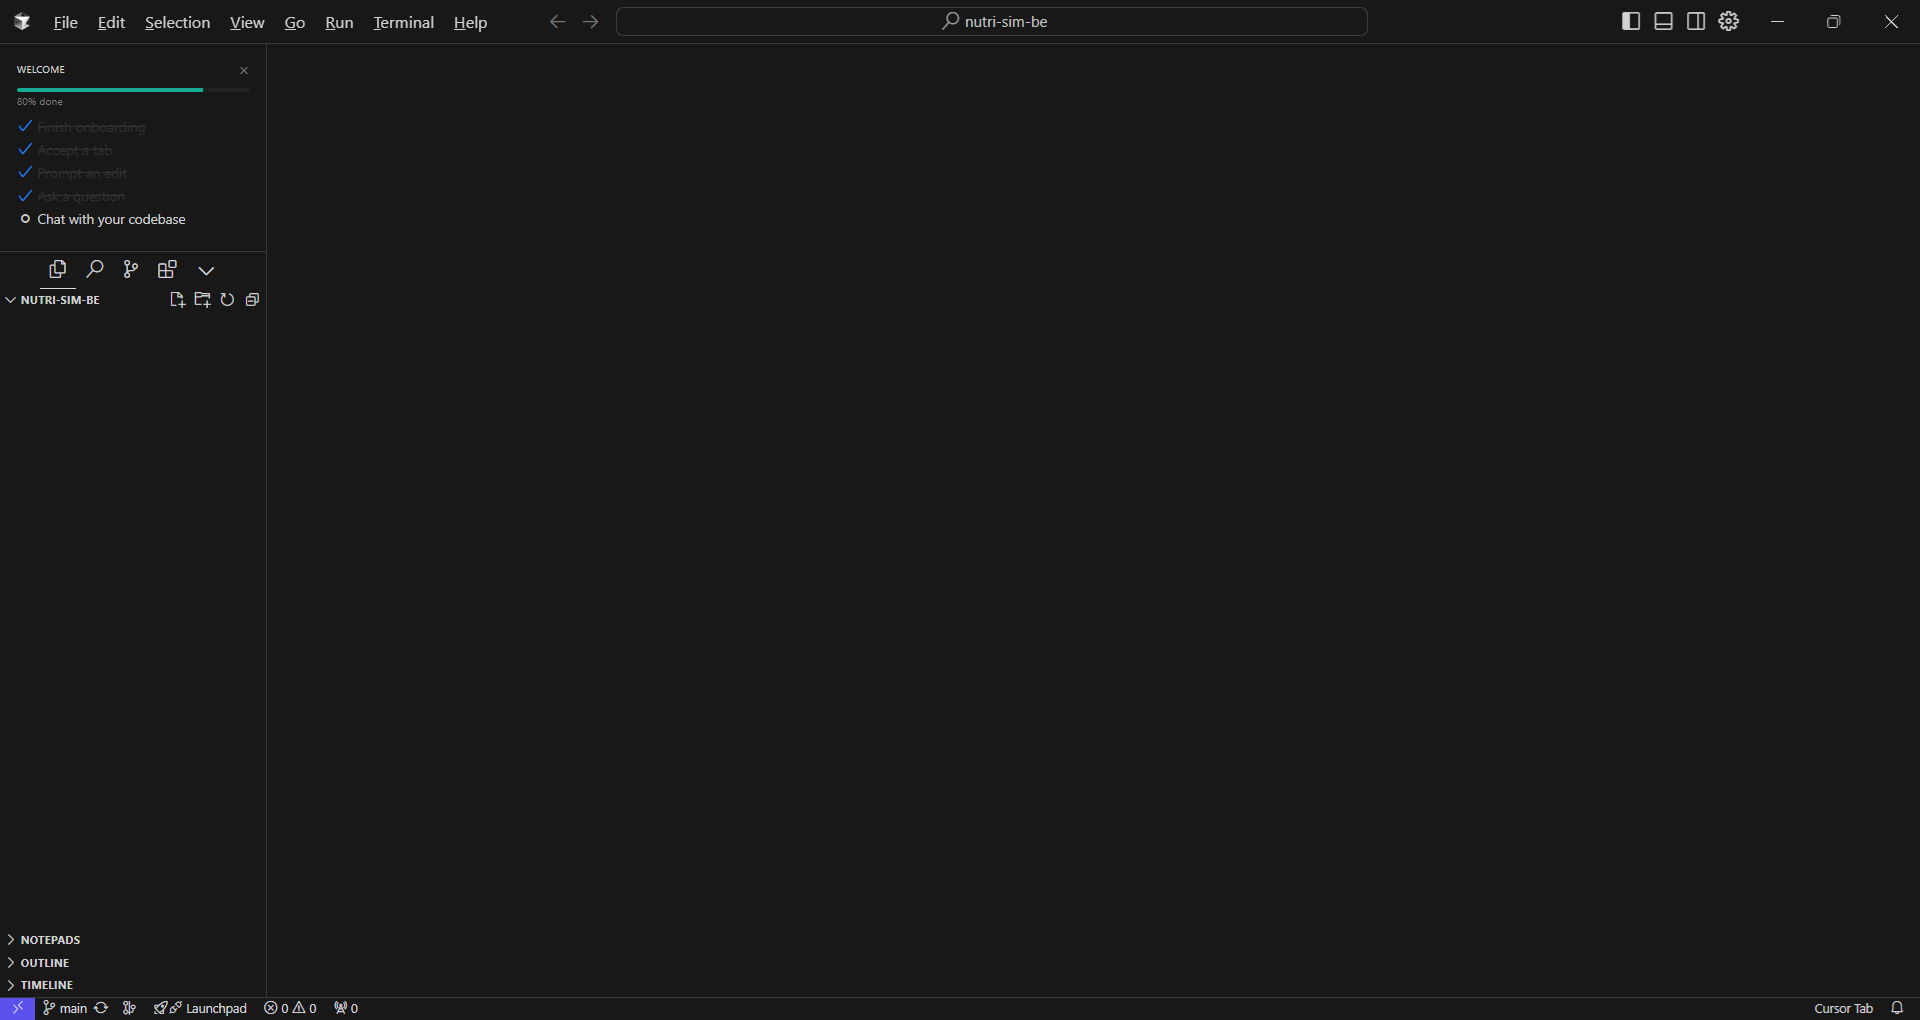 File Edit Selection View Go Run Terminal Help nutri-sim-be
WELCOME
80% done
Finish onboarding
Accept a tab
Prompt an edit
Ask a question
Chat with your codebase
NUTRI-SIM-BE
NOTEPADS
OUTLINE
TIMELINE
main Launchpad 0 0 0 Cursor Tab